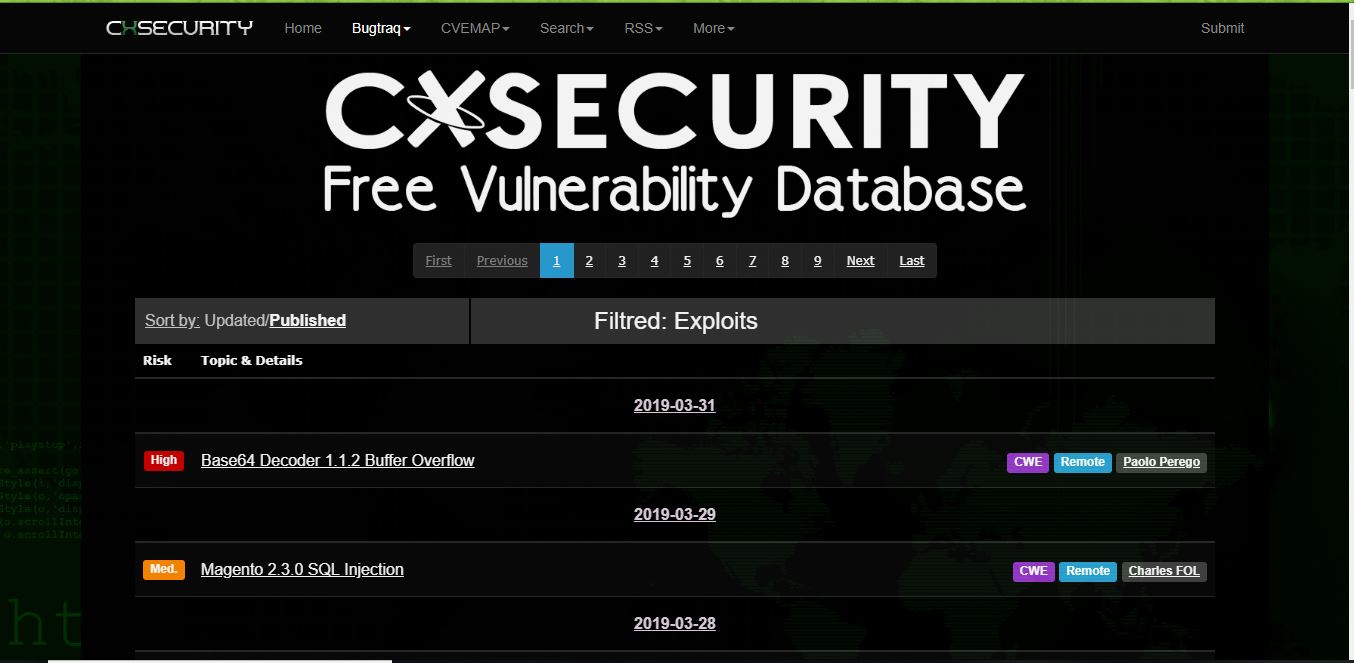 CXSECURITY Home Bugtraq CVEMAP Search RSS More Submit
CXSECURITY
Free Vulnerability Database
First Previous 1 2 3 4 5 6 7 8 9 Next Last
Sort by: Updated/Published Filtred: Exploits
Risk Topic & Details
2019-03-31
High Base64 Decoder 1.1.2 Buffer Overflow CWE Remote Paolo Perego
2019-03-29
Med. Magento 2.3.0 SQL Injection CWE Remote Charles FOL
2019-03-28
ht